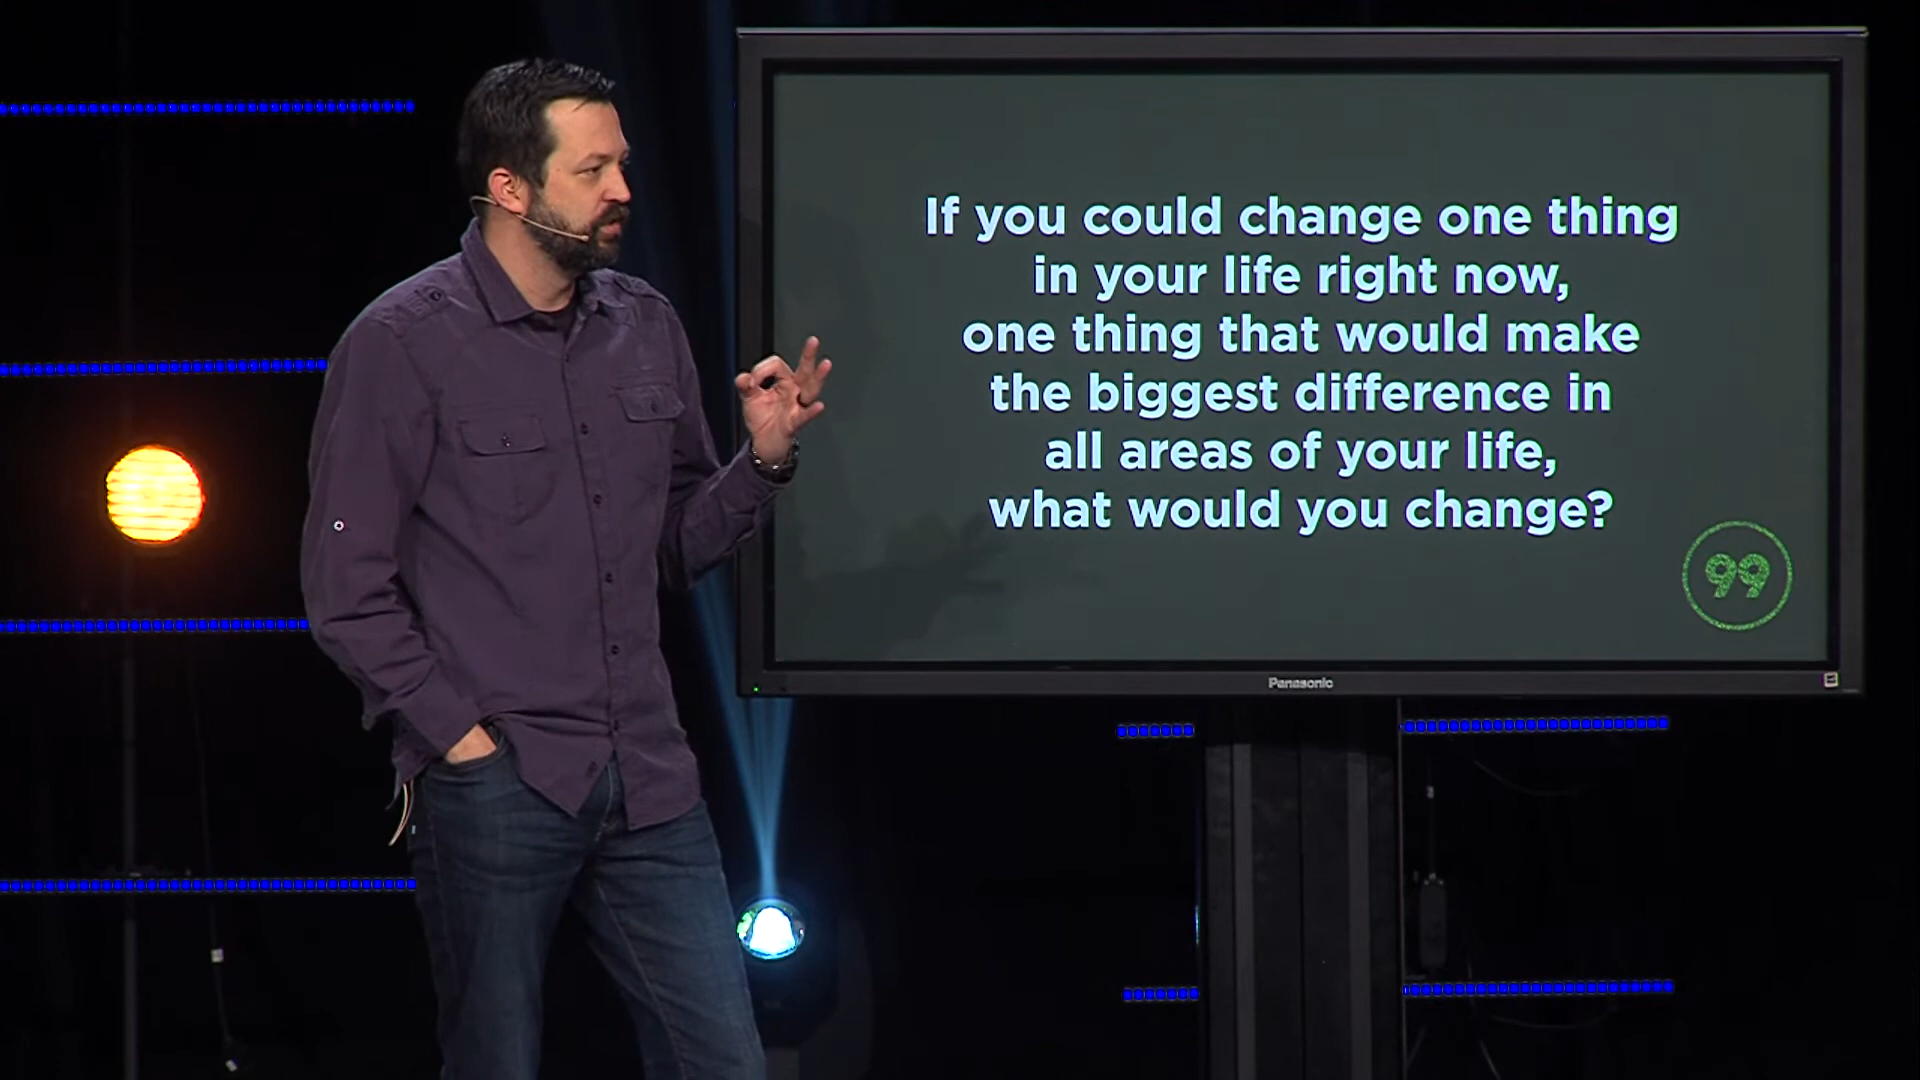 If you could change one thing
in your life right now,
one thing that would make
the biggest difference in
all areas of your life,
what would you change?
99
Panasonic